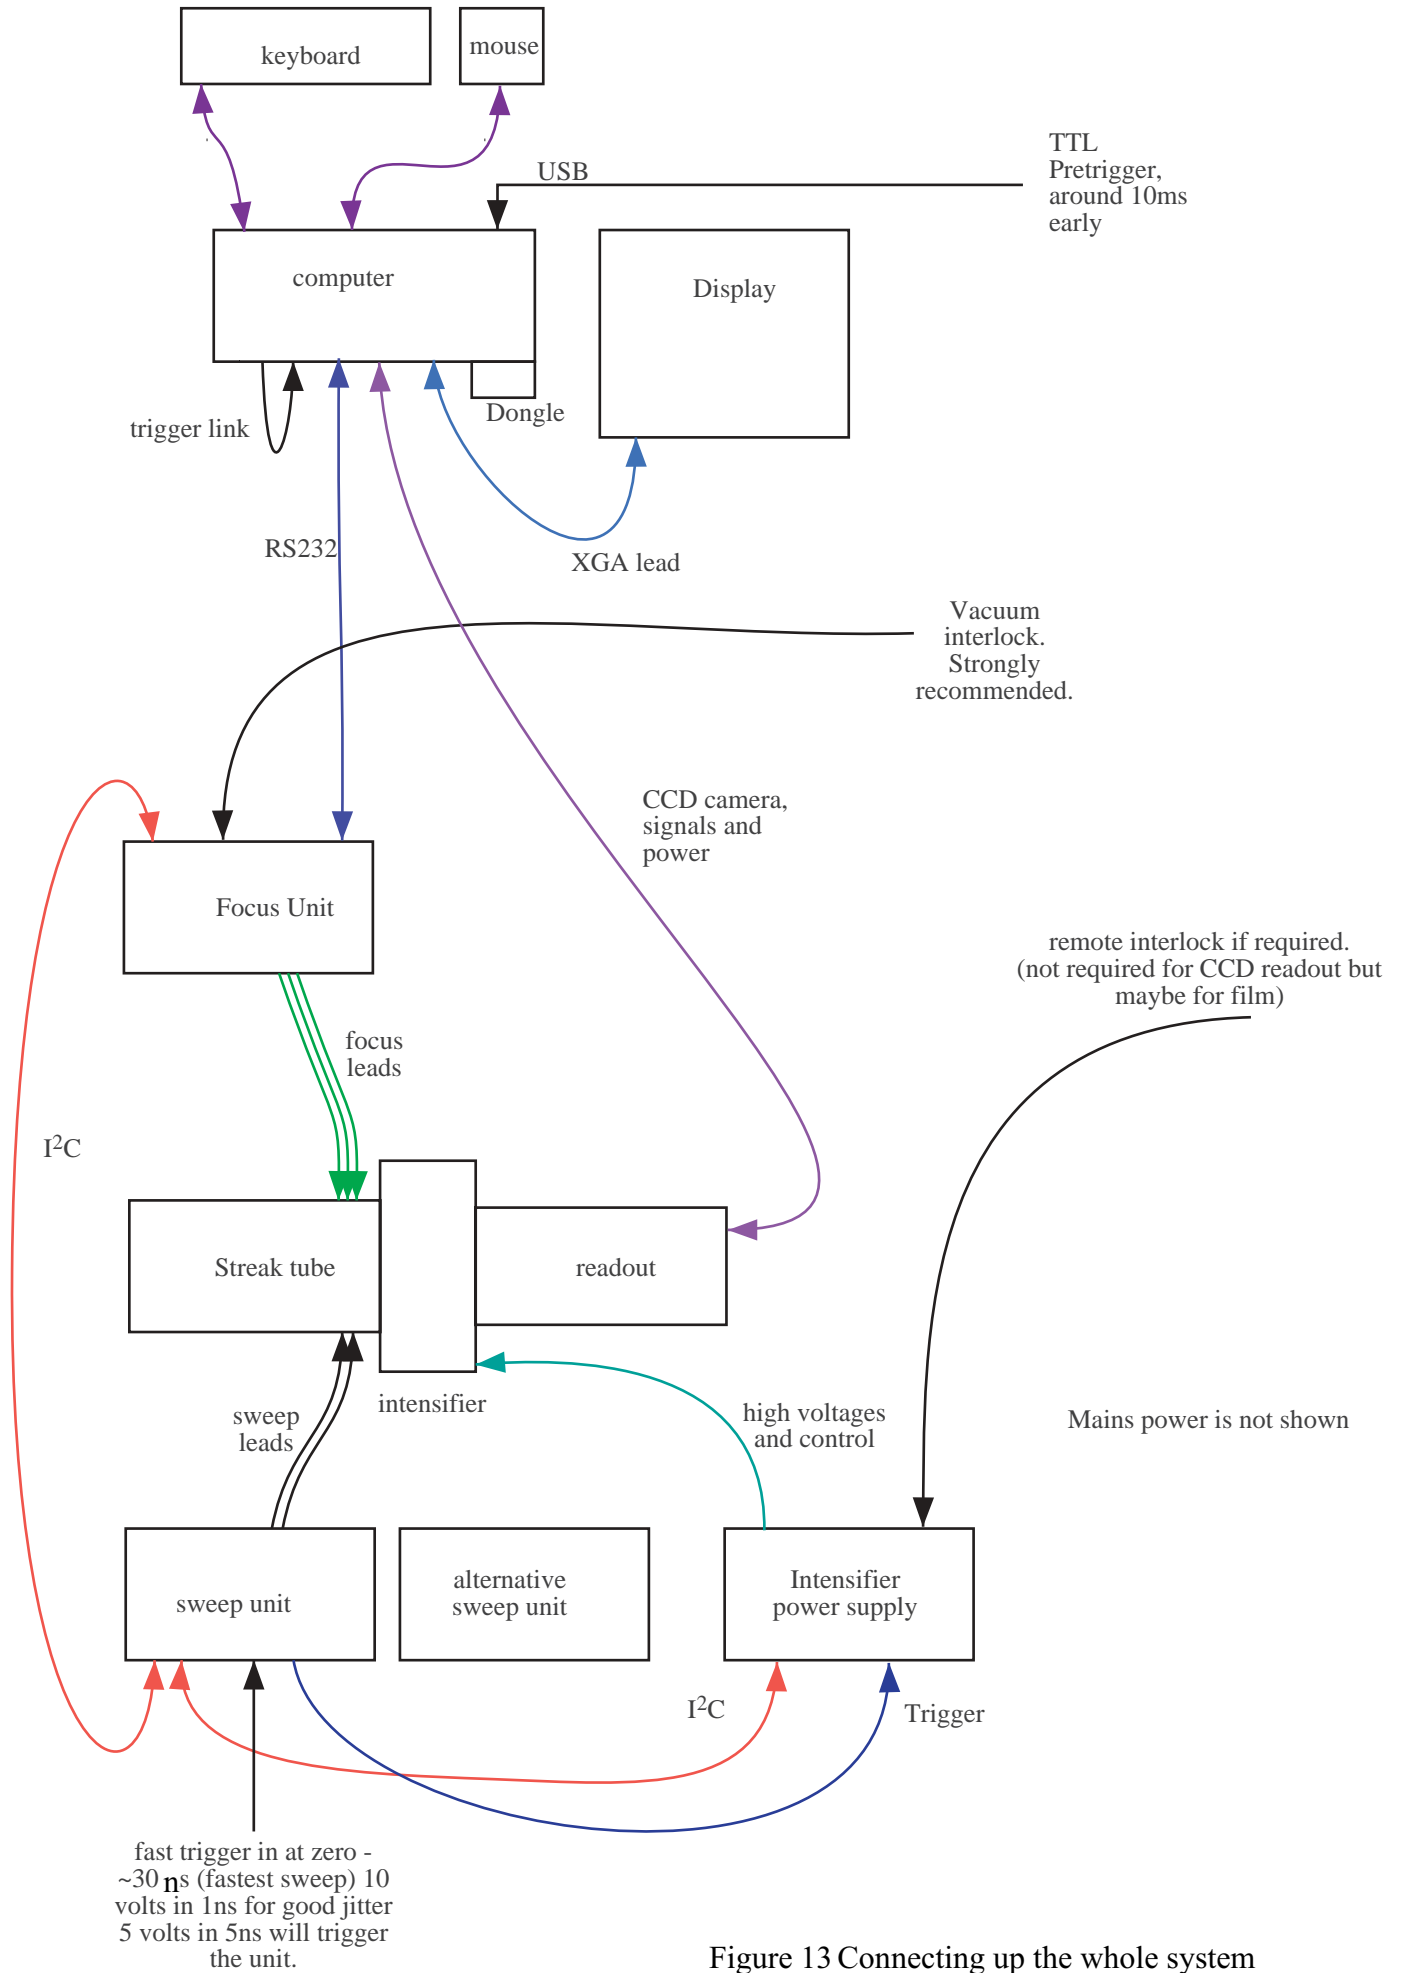 keyboard
mouse
USB
TTL
Pretrigger,
around 10ms
early
computer
Display
Dongle
trigger link
RS232
XGA lead
Vacuum
interlock.
Strongly
recommended.
CCD camera,
signals and
power
Focus Unit
remote interlock if required.
(not required for CCD readout but
maybe for film)
focus
leads
I²C
Streak tube
readout
intensifier
sweep
leads
high voltages
and control
Mains power is not shown
sweep unit
alternative
sweep unit
Intensifier
power supply
I²C
Trigger
fast trigger in at zero -
~30 ns (fastest sweep) 10
volts in 1ns for good jitter
5 volts in 5ns will trigger
the unit.
Figure 13 Connecting up the whole system